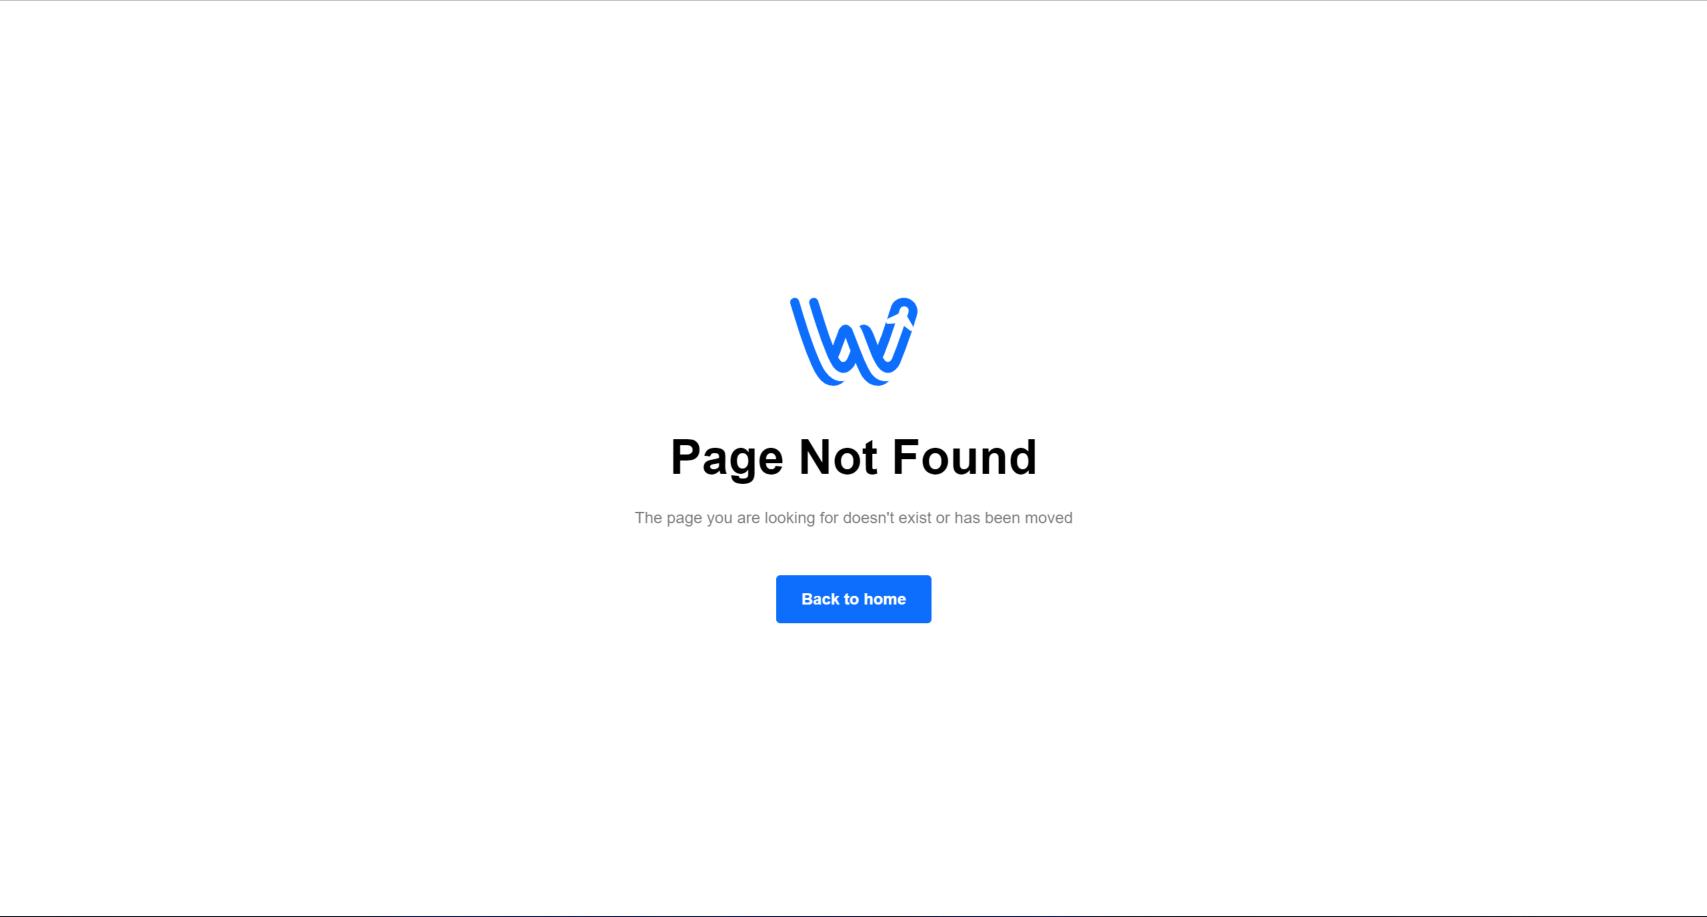 Page Not Found
The page you are looking for doesn't exist or has been moved
Back to home